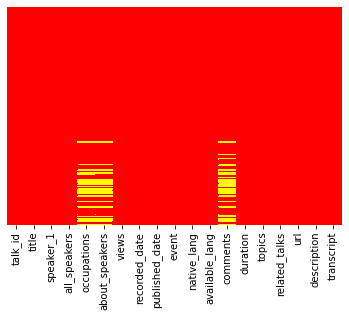 talk_id
title
speaker_1
all_speakers
occupations
about_speakers
views
recorded_date
published_date
event
native_lang
available_lang
comments
duration
topics
related_talks
url
description
transcript